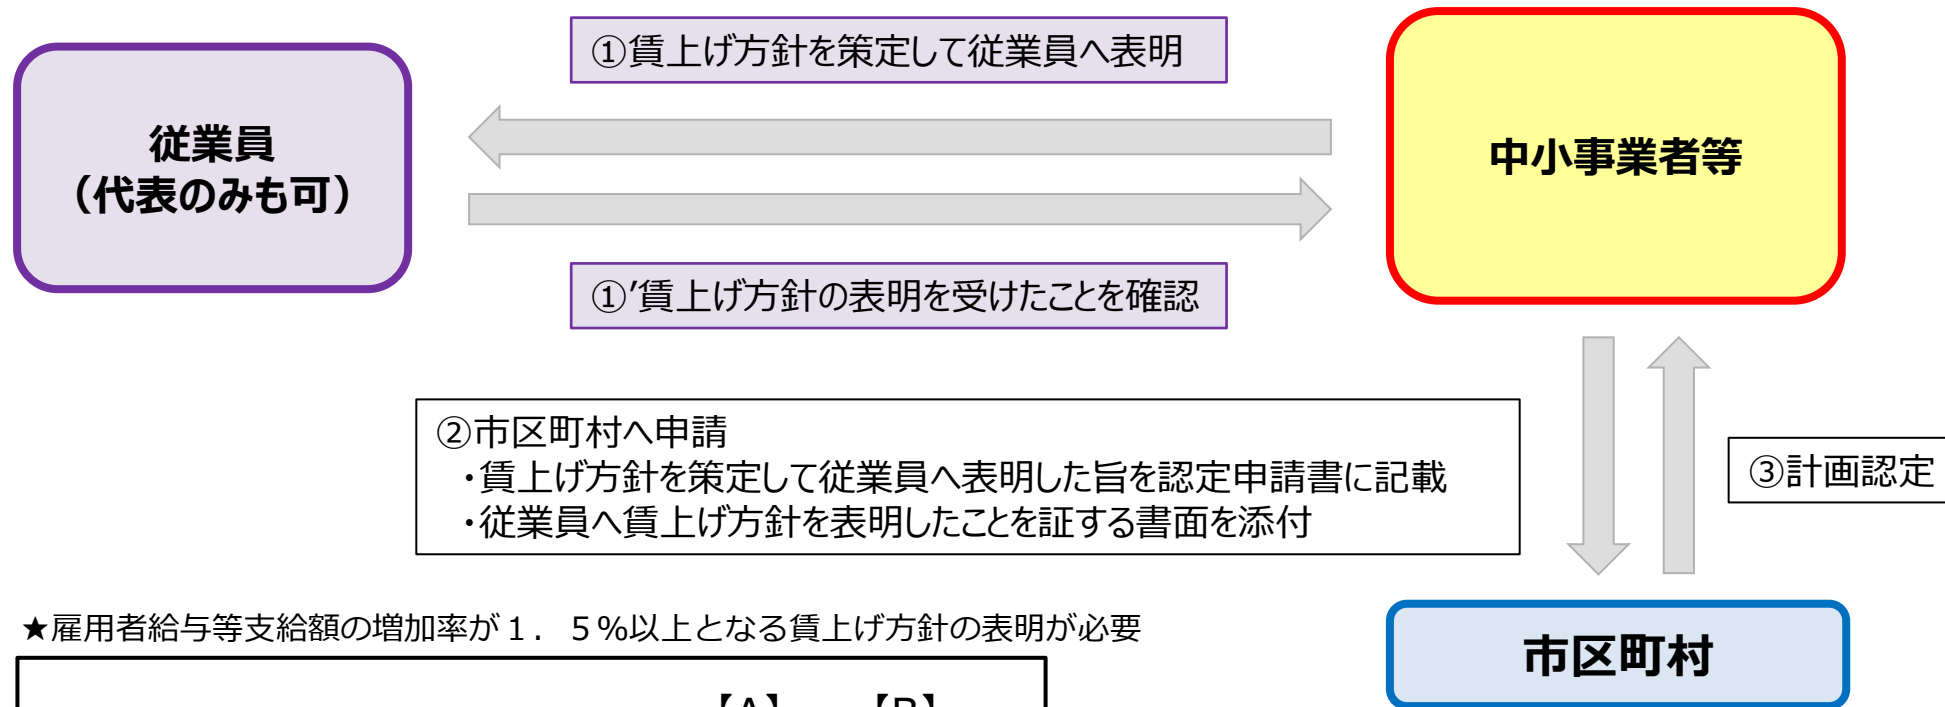 ①賃上げ方針を策定して従業員へ表明
従業員
（代表のみも可）
中小事業者等
①’賃上げ方針の表明を受けたことを確認
②市区町村へ申請
・賃上げ方針を策定して従業員へ表明した旨を認定申請書に記載
・従業員へ賃上げ方針を表明したことを証する書面を添付
③計画認定
★雇用者給与等支給額の増加率が１．５%以上となる賃上げ方針の表明が必要
市区町村
【A】 【B】